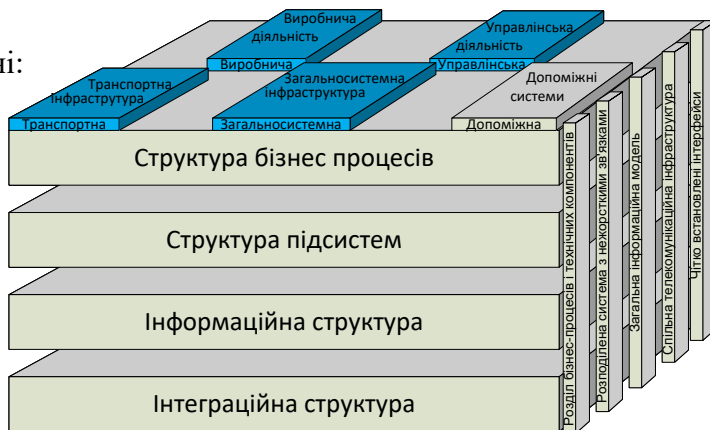 ні:
Виробнича
діяльність
Виробнича
Управлінська
діяльність
Управлінська
Транспортна
Інфраструтура
Транспортна
Загальносистемна
інфраструктура
Загальносистемна
Допоміжні
системи
Допоміжна
Структура бізнес процесів
Структура підсистем
Інформаційна структура
Інтеграційна структура
Розділ бізнес-процесів і технічних компонентів
Розподілена система з нежорсткими зв'язками
Загальна інформаційна модель
Спільна телекомунікаційна інфраструктура
Чітко встановлені інтерфейси